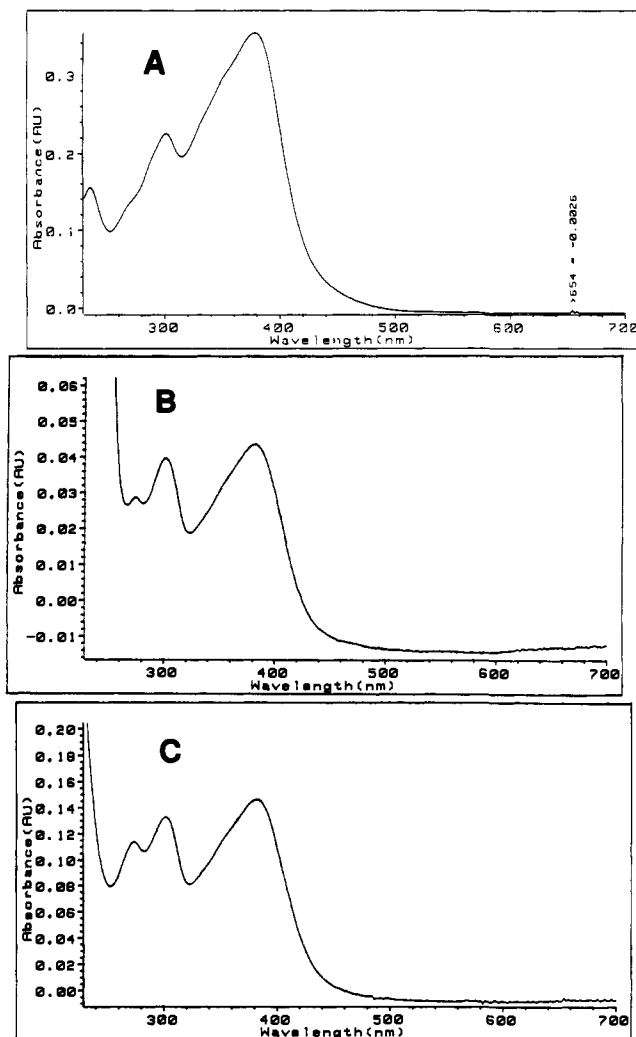 A
Absorbance(AU)
0.3
0.2
0.1
0.0
>654 = -0.0026
300 400 500 600 700
Wavelength(nm)
B
Absorbance(AU)
0.06
0.05
0.04
0.03
0.02
0.01
0.00
-0.01
300 400 500 600 700
Wavelength(nm)
C
Absorbance(AU)
0.20
0.18
0.16
0.14
0.12
0.10
0.08
0.06
0.04
0.02
0.00
300 400 500 600 700
Wavelength(nm)